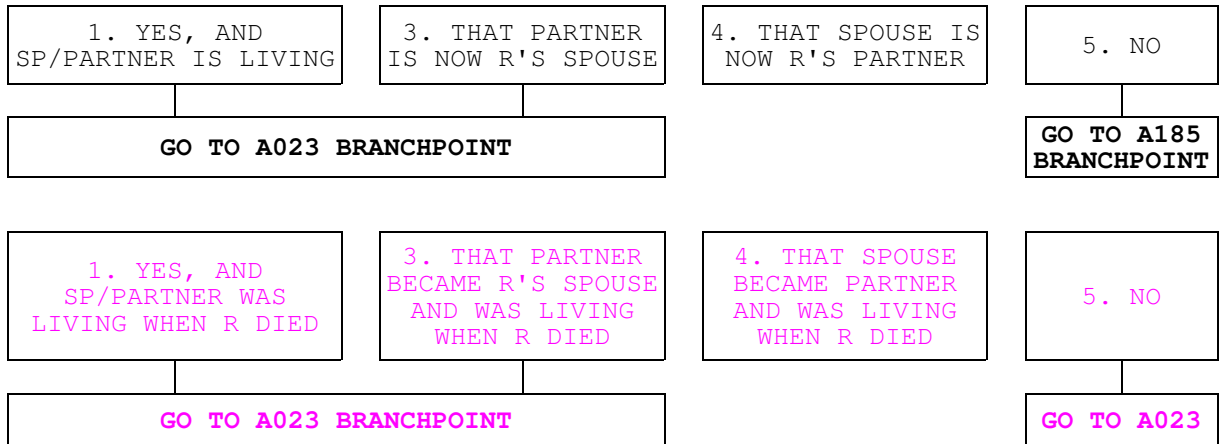 1. YES, AND
SP/PARTNER IS LIVING
3. THAT PARTNER
IS NOW R'S SPOUSE
4. THAT SPOUSE IS
NOW R'S PARTNER
5. NO
GO TO A023 BRANCHPOINT
GO TO A185
BRANCHPOINT
1. YES, AND
SP/PARTNER WAS
LIVING WHEN R DIED
3. THAT PARTNER
BECAME R'S SPOUSE
AND WAS LIVING
WHEN R DIED
4. THAT SPOUSE
BECAME PARTNER
AND WAS LIVING
WHEN R DIED
5. NO
GO TO A023 BRANCHPOINT
GO TO A023